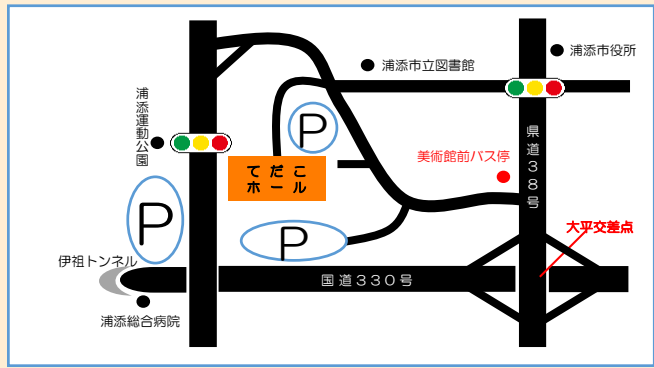 浦添市役所
浦添市立図書館
浦添運動公園
P
県道38号
美術館前バス停
てだこ
ホール
P
P
大平交差点
伊祖トンネル
国道330号
浦添総合病院